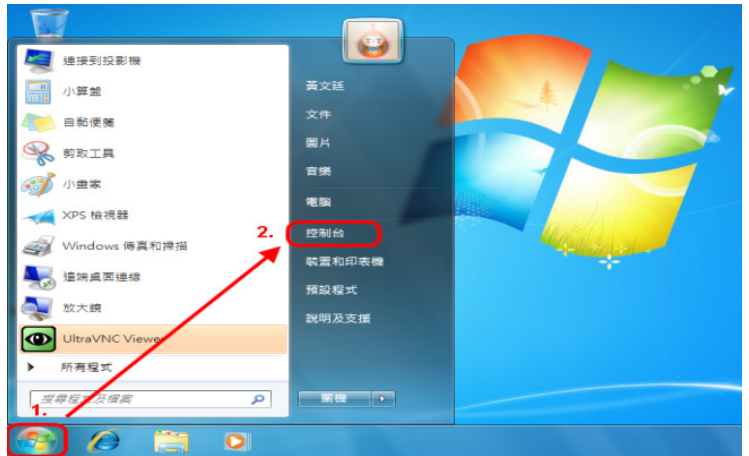 連接到投影機
小算盤
自黏便箋
剪取工具
小畫家
XPS 檢視器
Windows 傳真和掃描
遠端桌面連線
放大鏡
UltraVNC Viewer
所有程式
搜尋程式及檔案
1.
黃文廷
文件
圖片
音樂
電腦
2.
控制台
裝置和印表機
預設程式
說明及支援
關機